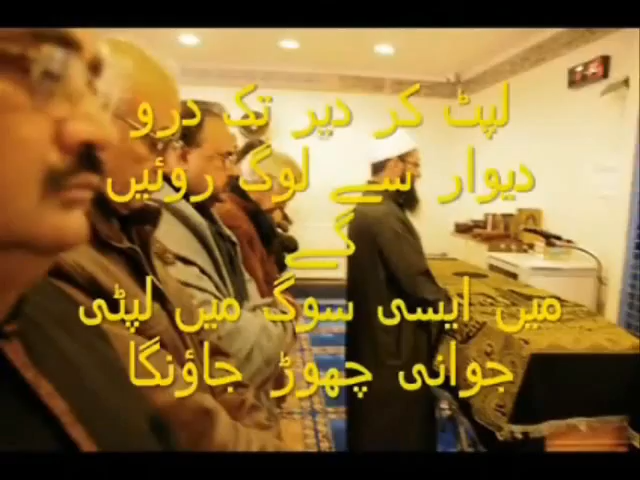 لپٹ کر دیر تک درو
دیوار سے لوگ روئیں
گے
میں ایسی سوگ میں لپٹی
جوانی چھوڑ جاؤنگا